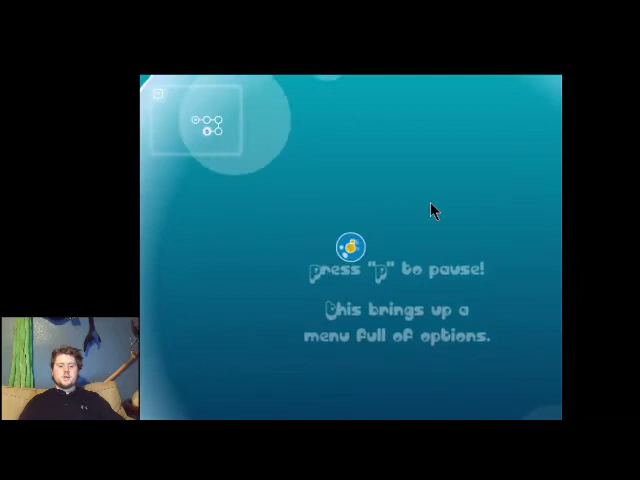 press "p" to pause!
this brings up a
menu full of options.